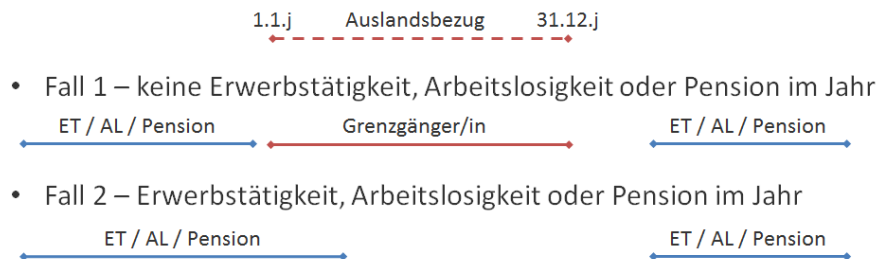 1.1.j Auslandsbezug 31.12.j
• Fall 1 – keine Erwerbstätigkeit, Arbeitslosigkeit oder Pension im Jahr
ET / AL / Pension Grenzgänger/in ET / AL / Pension
• Fall 2 – Erwerbstätigkeit, Arbeitslosigkeit oder Pension im Jahr
ET / AL / Pension ET / AL / Pension